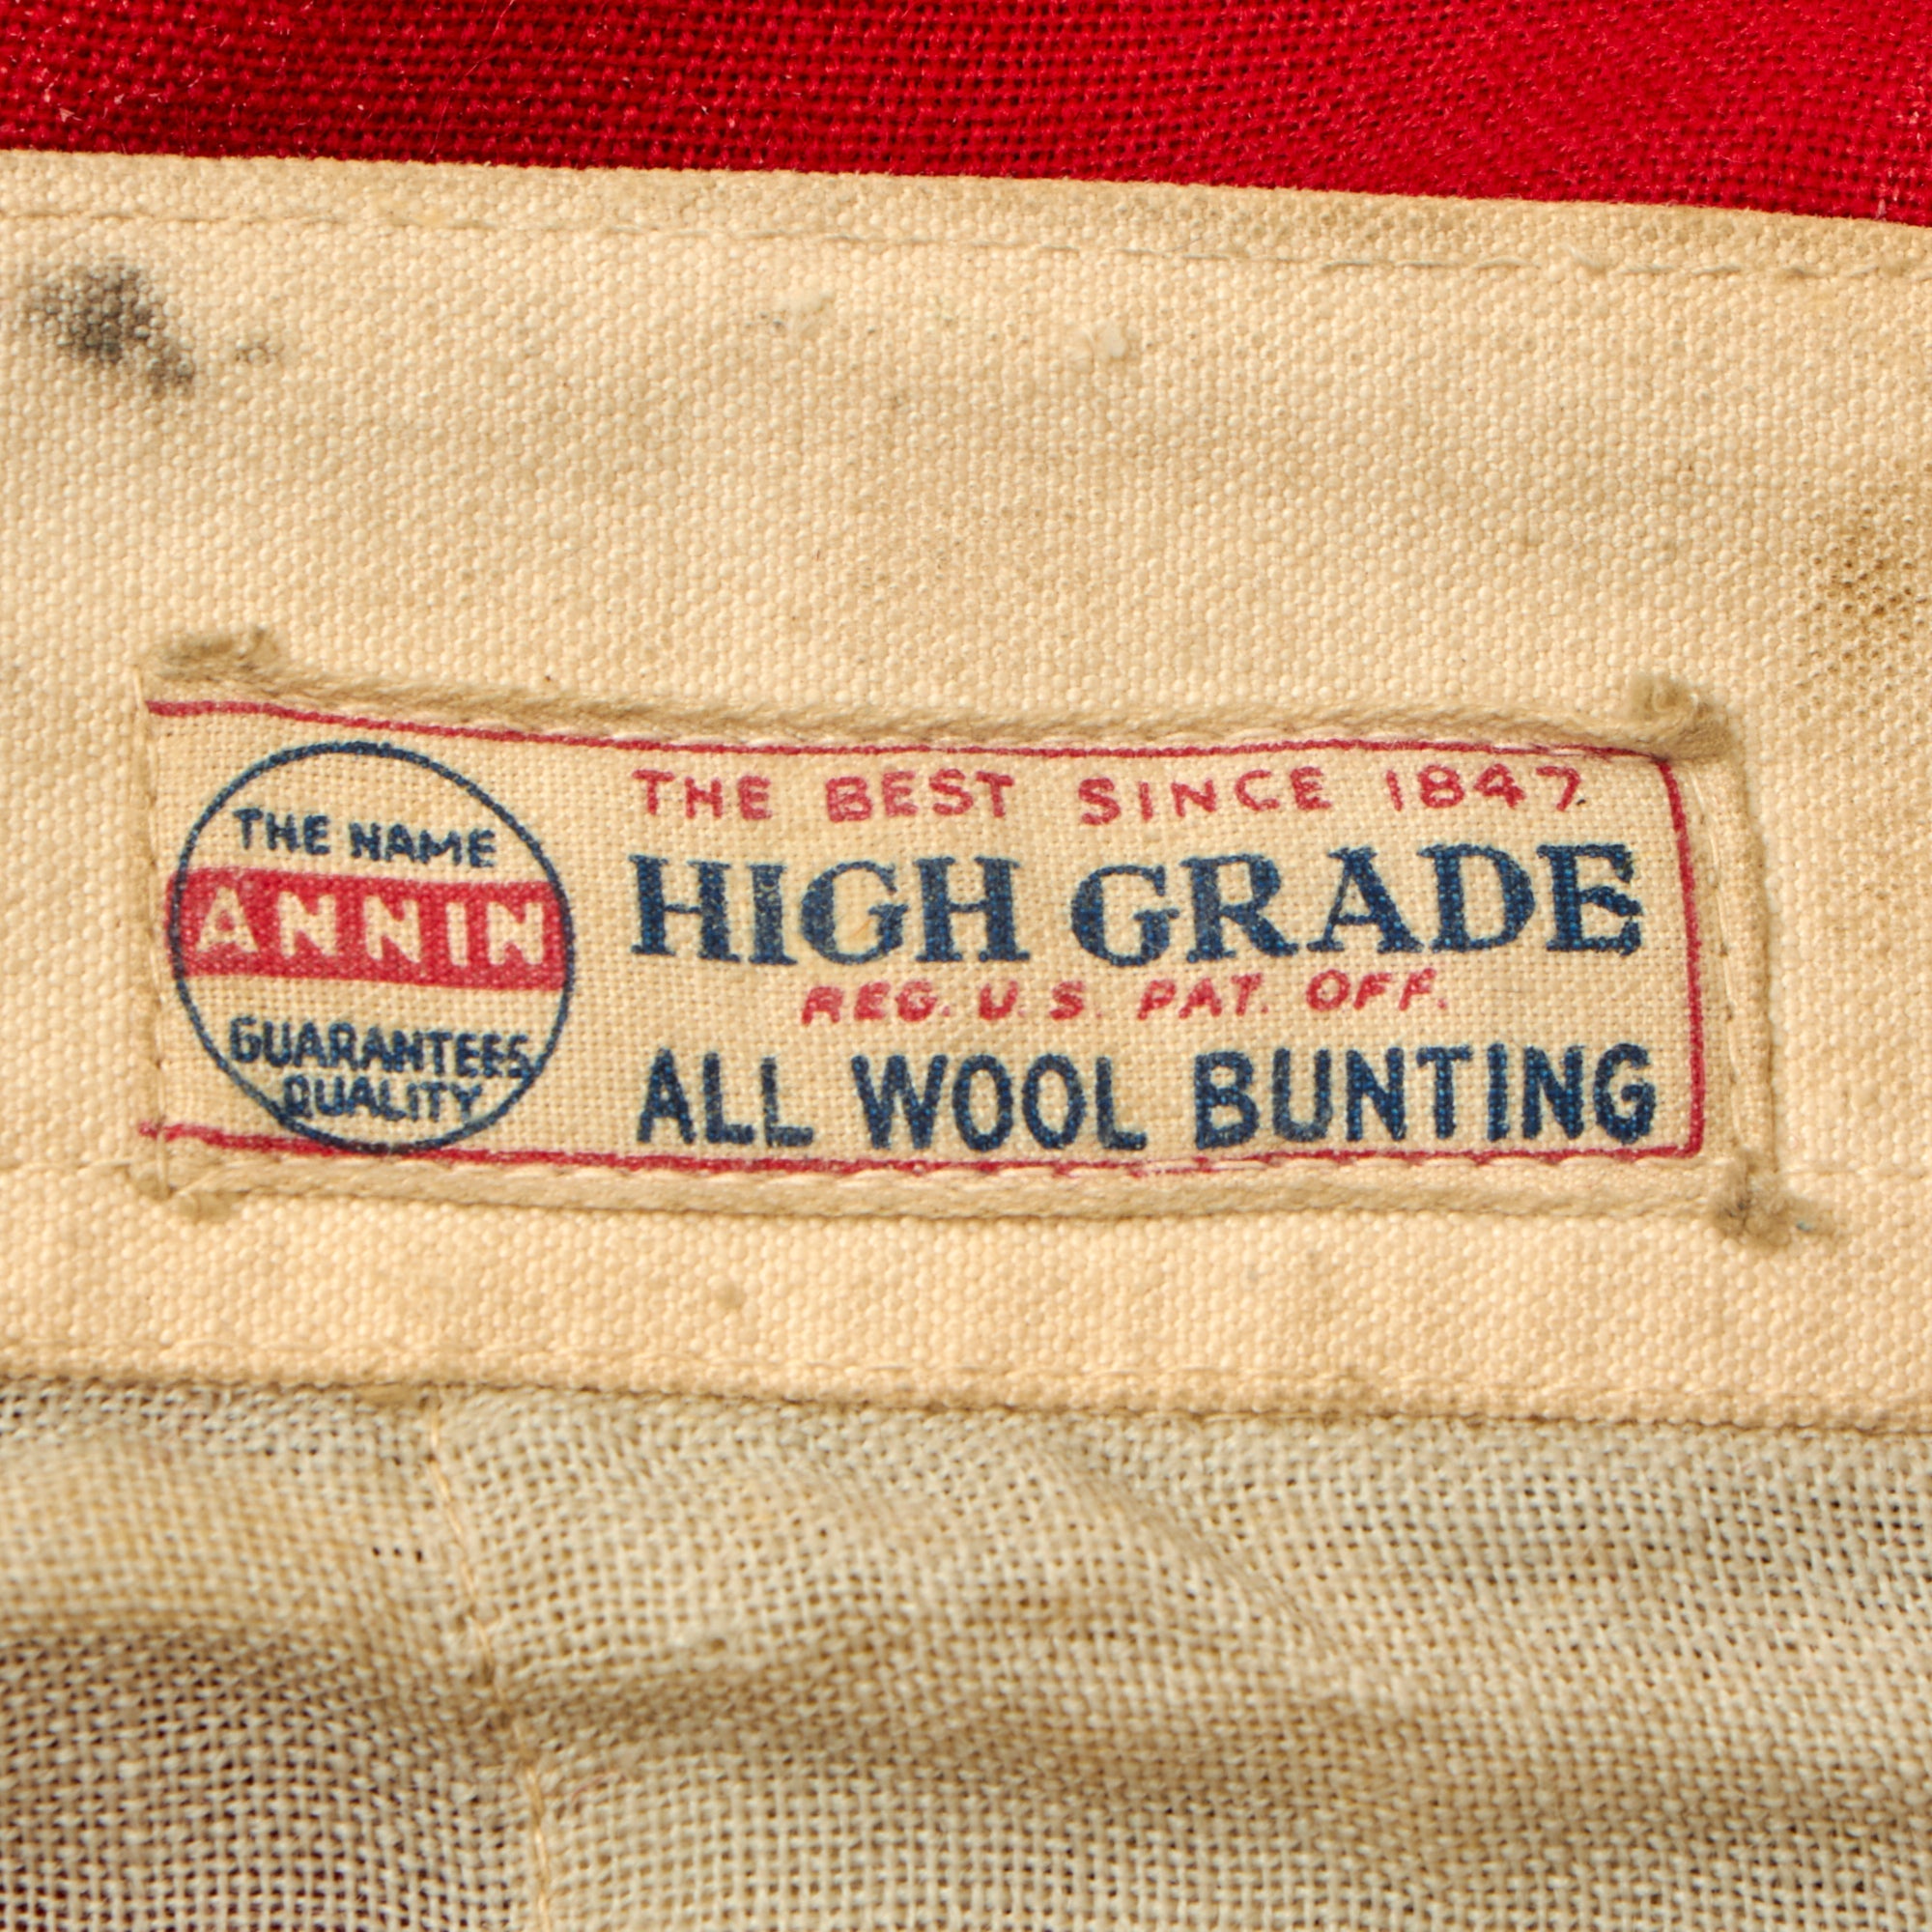 THE NAME
ANNIN
GUARANTEES
QUALITY
THE BEST SINCE 1847
HIGH GRADE
REG. U.S. PAT. OFF.
ALL WOOL BUNTING